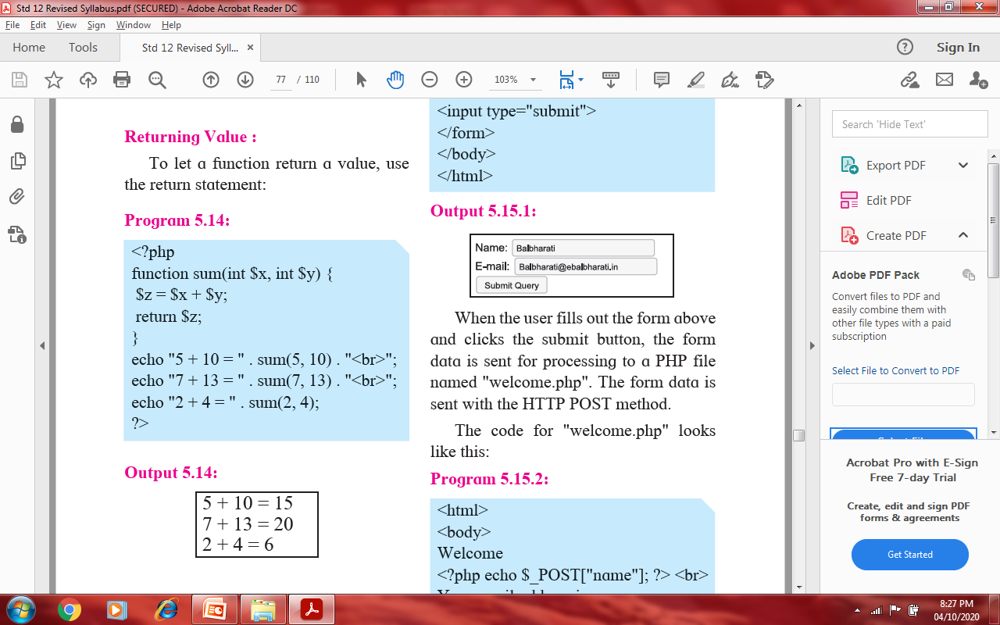 Std 12 Revised Syllabus.pdf (SECURED) - Adobe Acrobat Reader DC
File Edit View Sign Window Help
Home Tools Std 12 Revised Syll... × ? Sign In
77 / 110 103%
Returning Value :
To let a function return a value, use
the return statement:
Program 5.14:
<?php
function sum(int $x, int $y) {
$z = $x + $y;
return $z;
}
echo "5 + 10 = " . sum(5, 10) . "<br>";
echo "7 + 13 = " . sum(7, 13) . "<br>";
echo "2 + 4 = " . sum(2, 4);
?>
Output 5.14:
5 + 10 = 15
7 + 13 = 20
2 + 4 = 6
<input type="submit">
</form>
</body>
</html>
Output 5.15.1:
Name: Balbharati
E-mail: Balbharati@ebalbharati.in
Submit Query
When the user fills out the form above
and clicks the submit button, the form
data is sent for processing to a PHP file
named "welcome.php". The form data is
sent with the HTTP POST method.
The code for "welcome.php" looks
like this:
Program 5.15.2:
<html>
<body>
Welcome
<?php echo $_POST["name"]; ?> <br>
Search 'Hide Text'
Export PDF
Edit PDF
Create PDF
Adobe PDF Pack
Convert files to PDF and
easily combine them with
other file types with a paid
subscription
Select File to Convert to PDF
Acrobat Pro with E-Sign
Free 7-day Trial
Create, edit and sign PDF
forms & agreements
Get Started
8:27 PM
04/10/2020